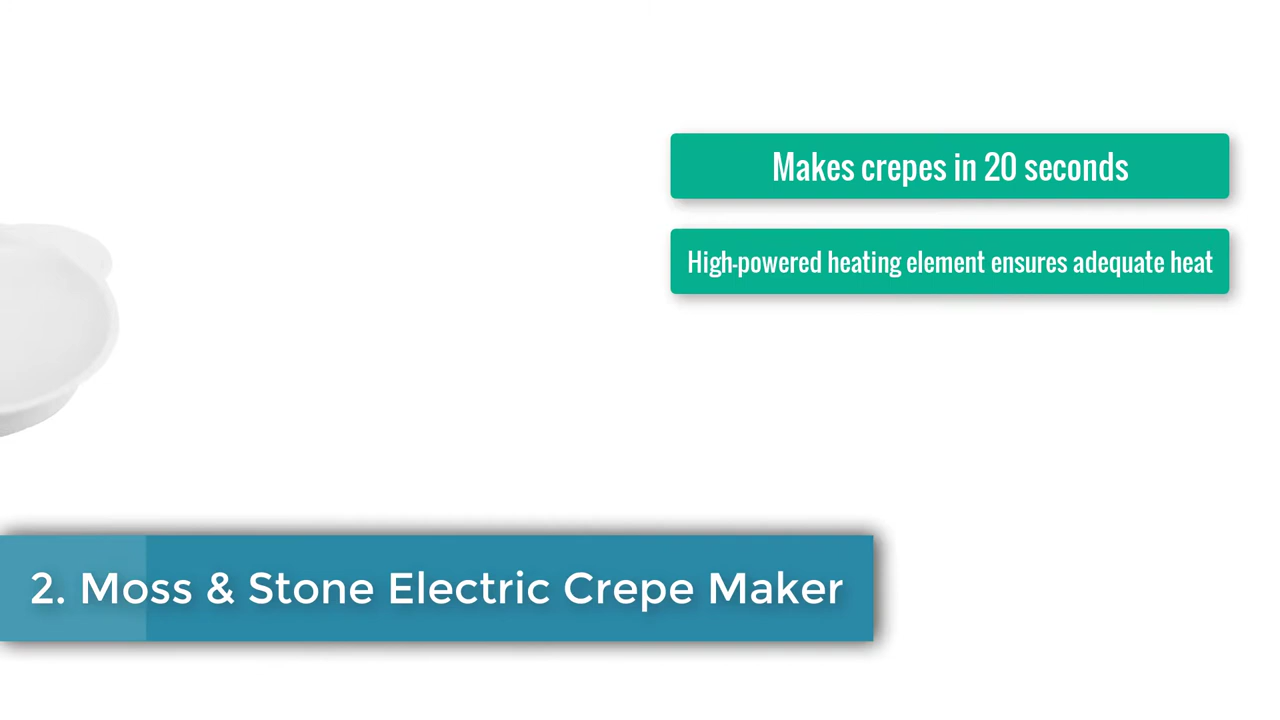 Makes crepes in 20 seconds
High-powered heating element ensures adequate heat
2. Moss & Stone Electric Crepe Maker